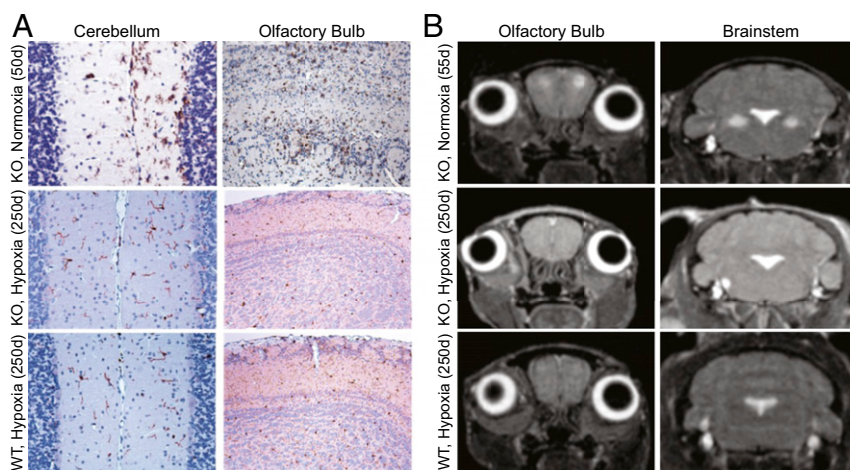 A
B
Cerebellum
Olfactory Bulb
Olfactory Bulb
Brainstem
KO, Normoxia (50d)
KO, Normoxia (55d)
KO, Hypoxia (250d)
KO, Hypoxia (250d)
WT, Hypoxia (250d)
WT, Hypoxia (250d)